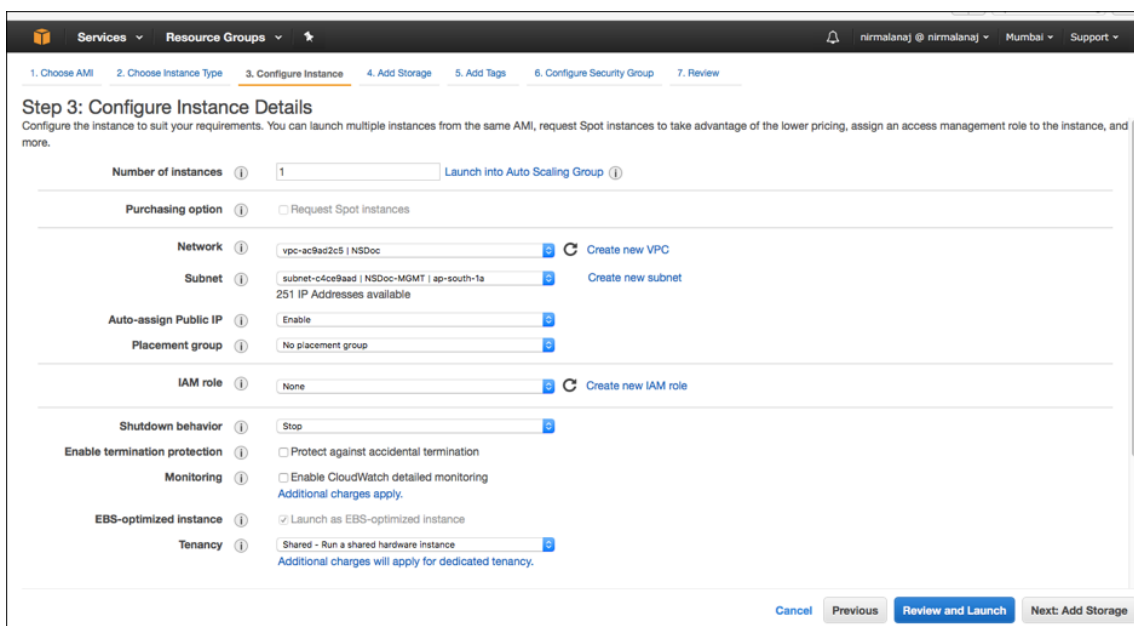 Services Resource Groups nirmalanaj @ nirmalanaj Mumbai Support
1. Choose AMI 2. Choose Instance Type 3. Configure Instance 4. Add Storage 5. Add Tags 6. Configure Security Group 7. Review
Step 3: Configure Instance Details
Configure the instance to suit your requirements. You can launch multiple instances from the same AMI, request Spot instances to take advantage of the lower pricing, assign an access management role to the instance, and
more.
Number of instances 1 Launch into Auto Scaling Group
Purchasing option Request Spot instances
Network vpc-ac9ad2c5 | NSDoc Create new VPC
Subnet subnet-c4ce9aad | NSDoc-MGMT | ap-south-1a Create new subnet
251 IP Addresses available
Auto-assign Public IP Enable
Placement group No placement group
IAM role None Create new IAM role
Shutdown behavior Stop
Enable termination protection Protect against accidental termination
Monitoring Enable CloudWatch detailed monitoring
Additional charges apply.
EBS-optimized instance Launch as EBS-optimized instance
Tenancy Shared - Run a shared hardware instance
Additional charges will apply for dedicated tenancy.
Cancel Previous Review and Launch Next: Add Storage